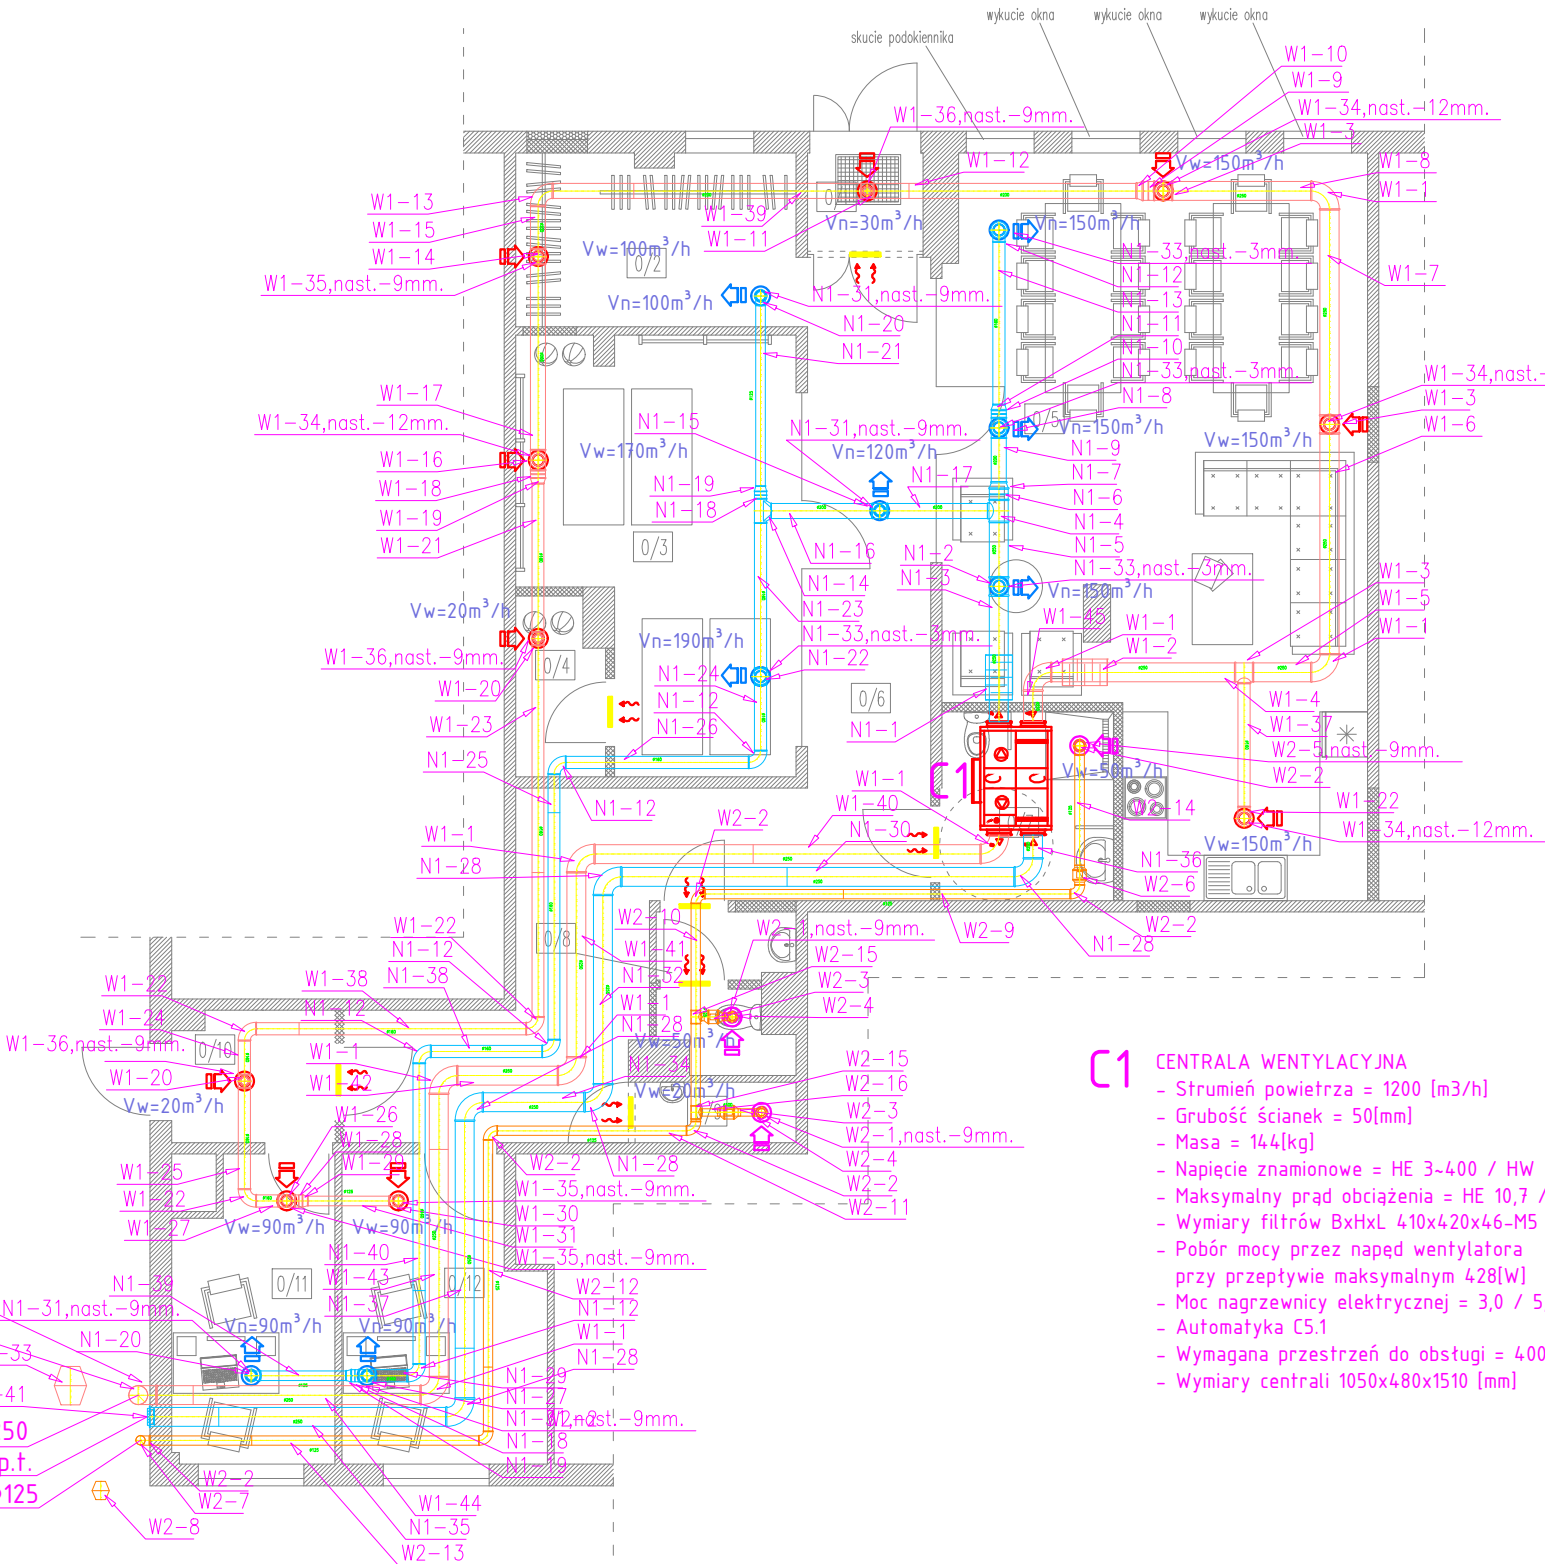 wykucie okna
wykucie okna
wykucie okna
skucie podokiennika
W1-10
W1-9
W1-34,nast.-12mm.
W1-3
W1-36,nast.-9mm.
W1-12
Vw=150m³/h
W1-8
W1-1
W1-13
W1-15
W1-14
W1-35,nast.-9mm.
W1-39
W1-11
Vn=30m³/h
Vn=150m³/h
Vw=100m³/h
0/2
Vn=100m³/h
N1-33,nast.-3mm.
N1-12
N1-13
N1-11
N1-10
N1-33,nast.-3mm.
N1-8
W1-7
N1-31,nast.-9mm.
N1-20
N1-21
W1-34,nast.-
W1-3
W1-6
W1-17
W1-34,nast.-12mm.
W1-16
W1-18
W1-19
W1-21
N1-15
N1-31,nast.-9mm.
Vn=120m³/h
0/5
Vn=150m³/h
Vw=150m³/h
Vw=170m³/h
N1-9
N1-7
N1-6
N1-4
N1-5
N1-33,nast.-3mm.
N1-19
N1-18
N1-17
0/3
N1-16
N1-14
N1-23
N1-2
N1-3
Vn=150m³/h
W1-45
W1-1
W1-2
W1-3
W1-5
W1-1
Vw=20m³/h
Vn=190m³/h
N1-33,nast.-3mm.
N1-22
W1-36,nast.-9mm.
0/4
W1-20
W1-23
N1-24
N1-12
N1-26
0/6
N1-1
W1-4
W1-37
W2-5,nast.-9mm.
W2-2
N1-25
N1-12
C1
C
C
Vw=50m³/h
W1-1
W1-40
N1-30
W2-14
W1-22
W1-34,nast.-12mm.
Vw=150m³/h
W1-1
N1-28
W2-2
N1-36
W2-6
W2-2
N1-28
W2-9
W1-22
N1-12
0/8
W2-10
W1-41
N1-32
W2-1,nast.-9mm.
W2-15
W2-3
W2-4
W1-22
W1-24
W1-36,nast.-9mm.
W1-20
Vw=20m³/h
0/10
W1-38
N1-38
N1-12
W1-1
W1-42
W1-1
N1-28
N1-34
Vw=50m³/h
Vw=20m³/h
W2-15
W2-16
W2-3
W2-1,nast.-9mm.
W2-4
W2-2
W2-11
W1-26
W1-28
W1-29
W1-25
W1-22
W1-27
Vw=90m³/h
Vw=90m³/h
W2-2
N1-28
W1-35,nast.-9mm.
W1-30
W1-31
W1-35,nast.-9mm.
N1-40
W1-43
N1-37
0/11
0/12
W2-12
N1-12
W1-1
N1-28
N1-39
N1-31,nast.-9mm.
N1-20
-33
-41
Vn=90m³/h
Vn=90m³/h
N1-29
N1-31,nast.-9mm.
W2-2
N1-18
N1-19
50
p.t.
125
W2-2
W2-7
W2-8
W1-44
N1-35
W2-13
C1 CENTRALA WENTYLACYJNA
- Strumień powietrza = 1200 [m3/h]
- Grubość ścianek = 50[mm]
- Masa = 144[kg]
- Napięcie znamionowe = HE 3~400 / HW
- Maksymalny prąd obciążenia = HE 10,7 /
- Wymiary filtrów BxHxL 410x420x46-M5
- Pobór mocy przez napęd wentylatora
przy przepływie maksymalnym 428[W]
- Moc nagrzewnicy elektrycznej = 3,0 / 5
- Automatyka C5.1
- Wymagana przestrzeń do obsługi = 400
- Wymiary centrali 1050x480x1510 [mm]